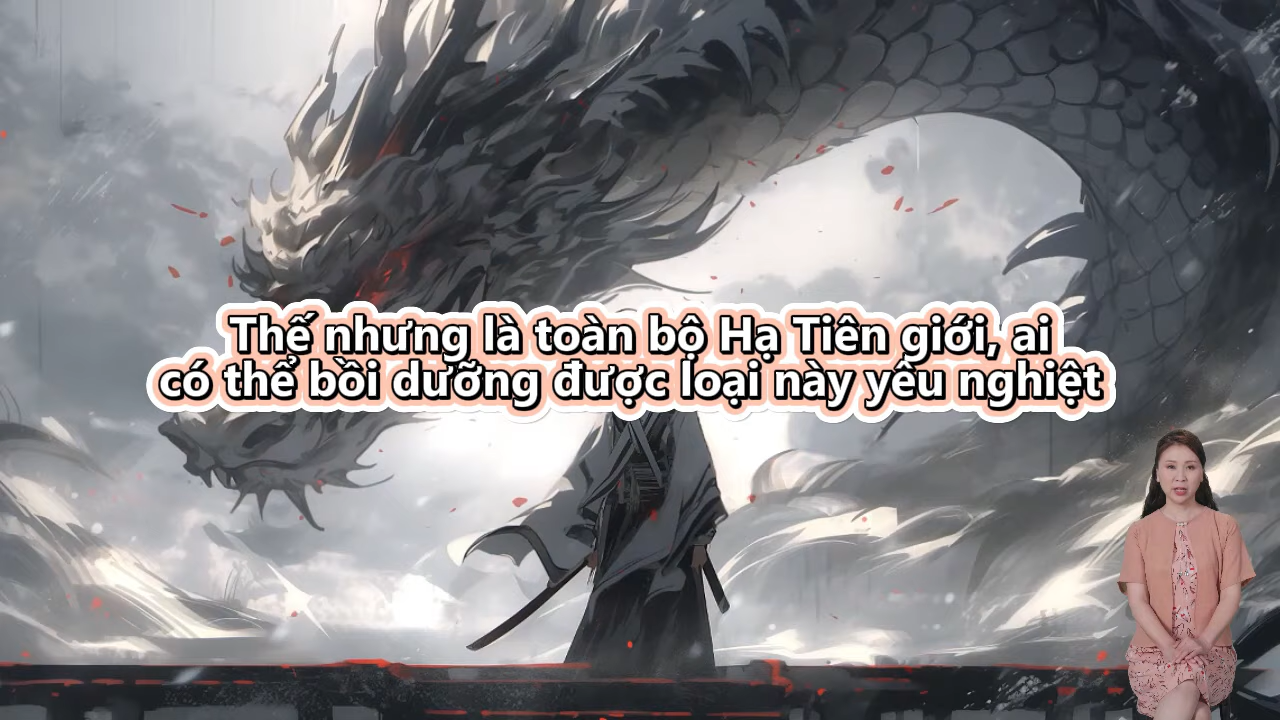 Thế nhưng là toàn bộ Hạ Tiên giới, ai
có thể bồi dưỡng được loại này yêu nghiệt